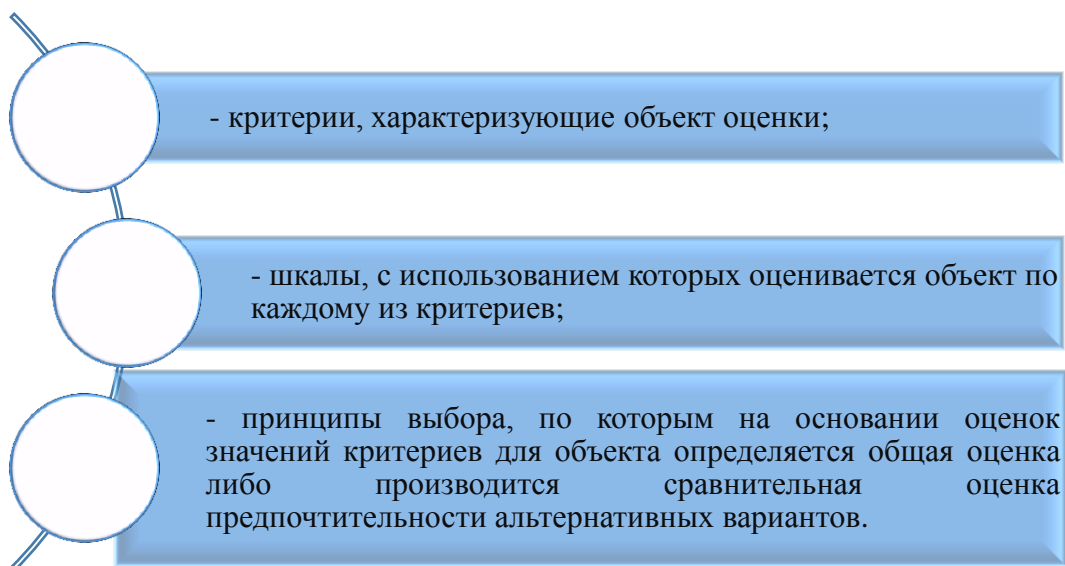 - критерии, характеризующие объект оценки;
- шкалы, с использованием которых оценивается объект по
каждому из критериев;
- принципы выбора, по которым на основании оценок
значений критериев для объекта определяется общая оценка
либо производится сравнительная оценка
предпочтительности альтернативных вариантов.